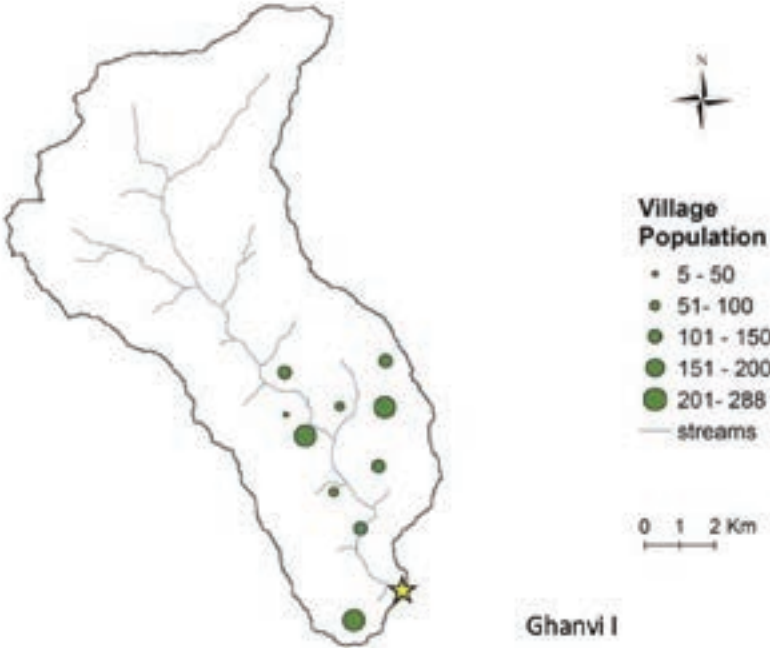 N
Village
Population
5 - 50
51- 100
101 - 150
151 - 200
201- 288
streams
0 1 2 Km
Ghanvi I